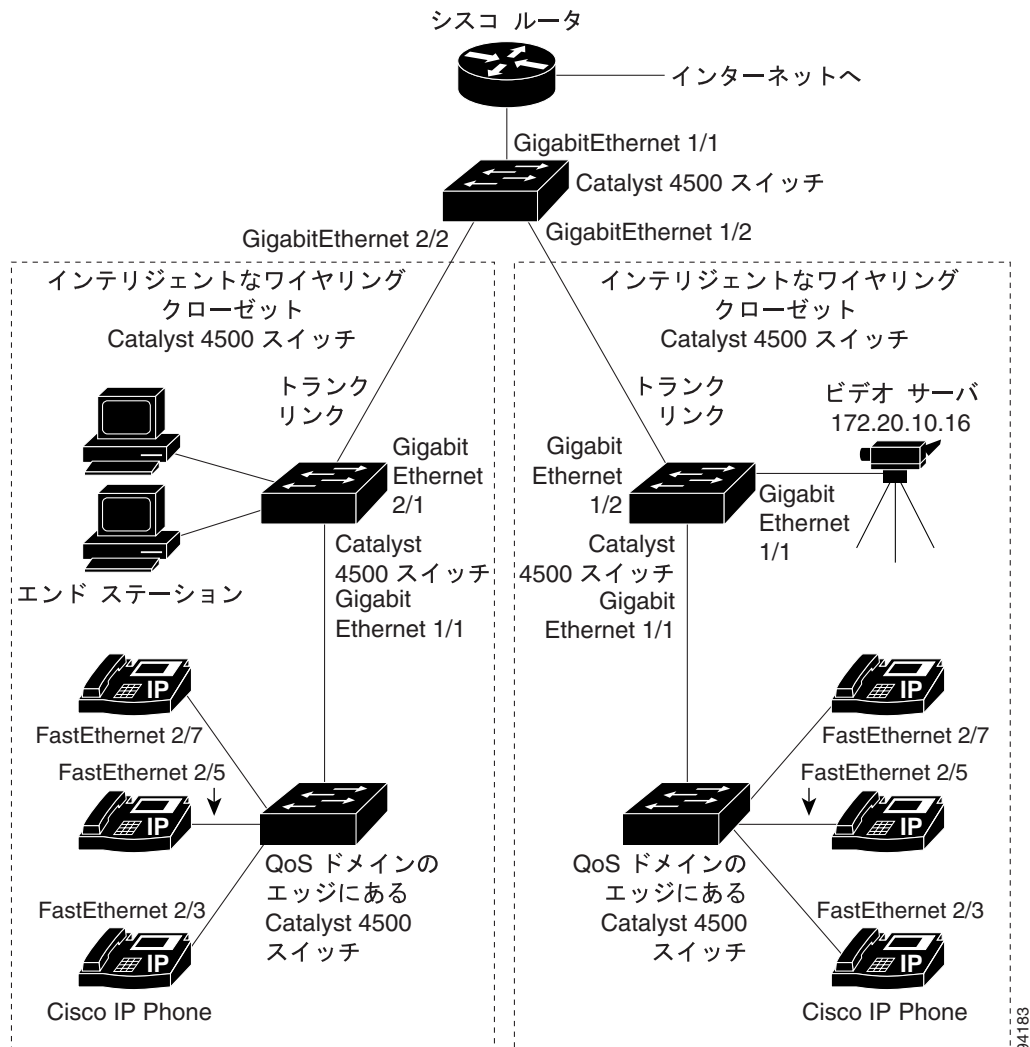 シスコ ルータ
インターネットへ
GigabitEthernet 1/1
Catalyst 4500 スイッチ
GigabitEthernet 2/2
GigabitEthernet 1/2
インテリジェントなワイヤリング
クローゼット
Catalyst 4500 スイッチ
トランク
リンク
Gigabit
Ethernet
2/1
Catalyst
4500 スイッチ
Gigabit
Ethernet 1/1
エンド ステーション
IP
FastEthernet 2/7
FastEthernet 2/5
IP
QoS ドメインの
エッジにある
Catalyst 4500
スイッチ
FastEthernet 2/3
IP
Cisco IP Phone
インテリジェントなワイヤリング
クローゼット
Catalyst 4500 スイッチ
トランク
リンク
ビデオ サーバ
172.20.10.16
Gigabit
Ethernet
1/2
Gigabit
Ethernet
1/1
Catalyst
4500 スイッチ
Gigabit
Ethernet 1/1
IP
FastEthernet 2/7
FastEthernet 2/5
IP
QoS ドメインの
エッジにある
Catalyst 4500
スイッチ
FastEthernet 2/3
IP
Cisco IP Phone
94183